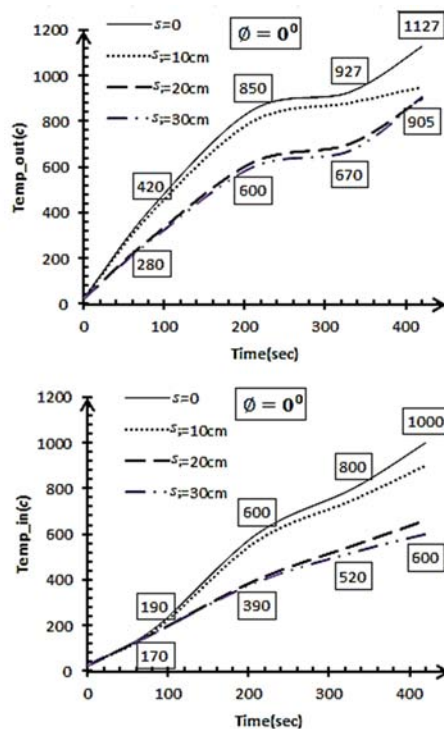 1200
1000
800
600
400
200
0
Temp_out(c)
s=0
s,=10cm
s,=20cm
s,=30cm
Ø = 0⁰
420
280
850
600
927
670
1127
905
0 100 200 300 400
Time(sec)
1200
1000
800
600
400
200
0
Temp_in(c)
s=0
s,=10cm
s,=20cm
s,=30cm
Ø = 0⁰
190
170
600
390
800
520
1000
600
0 100 200 300 400
Time(sec)